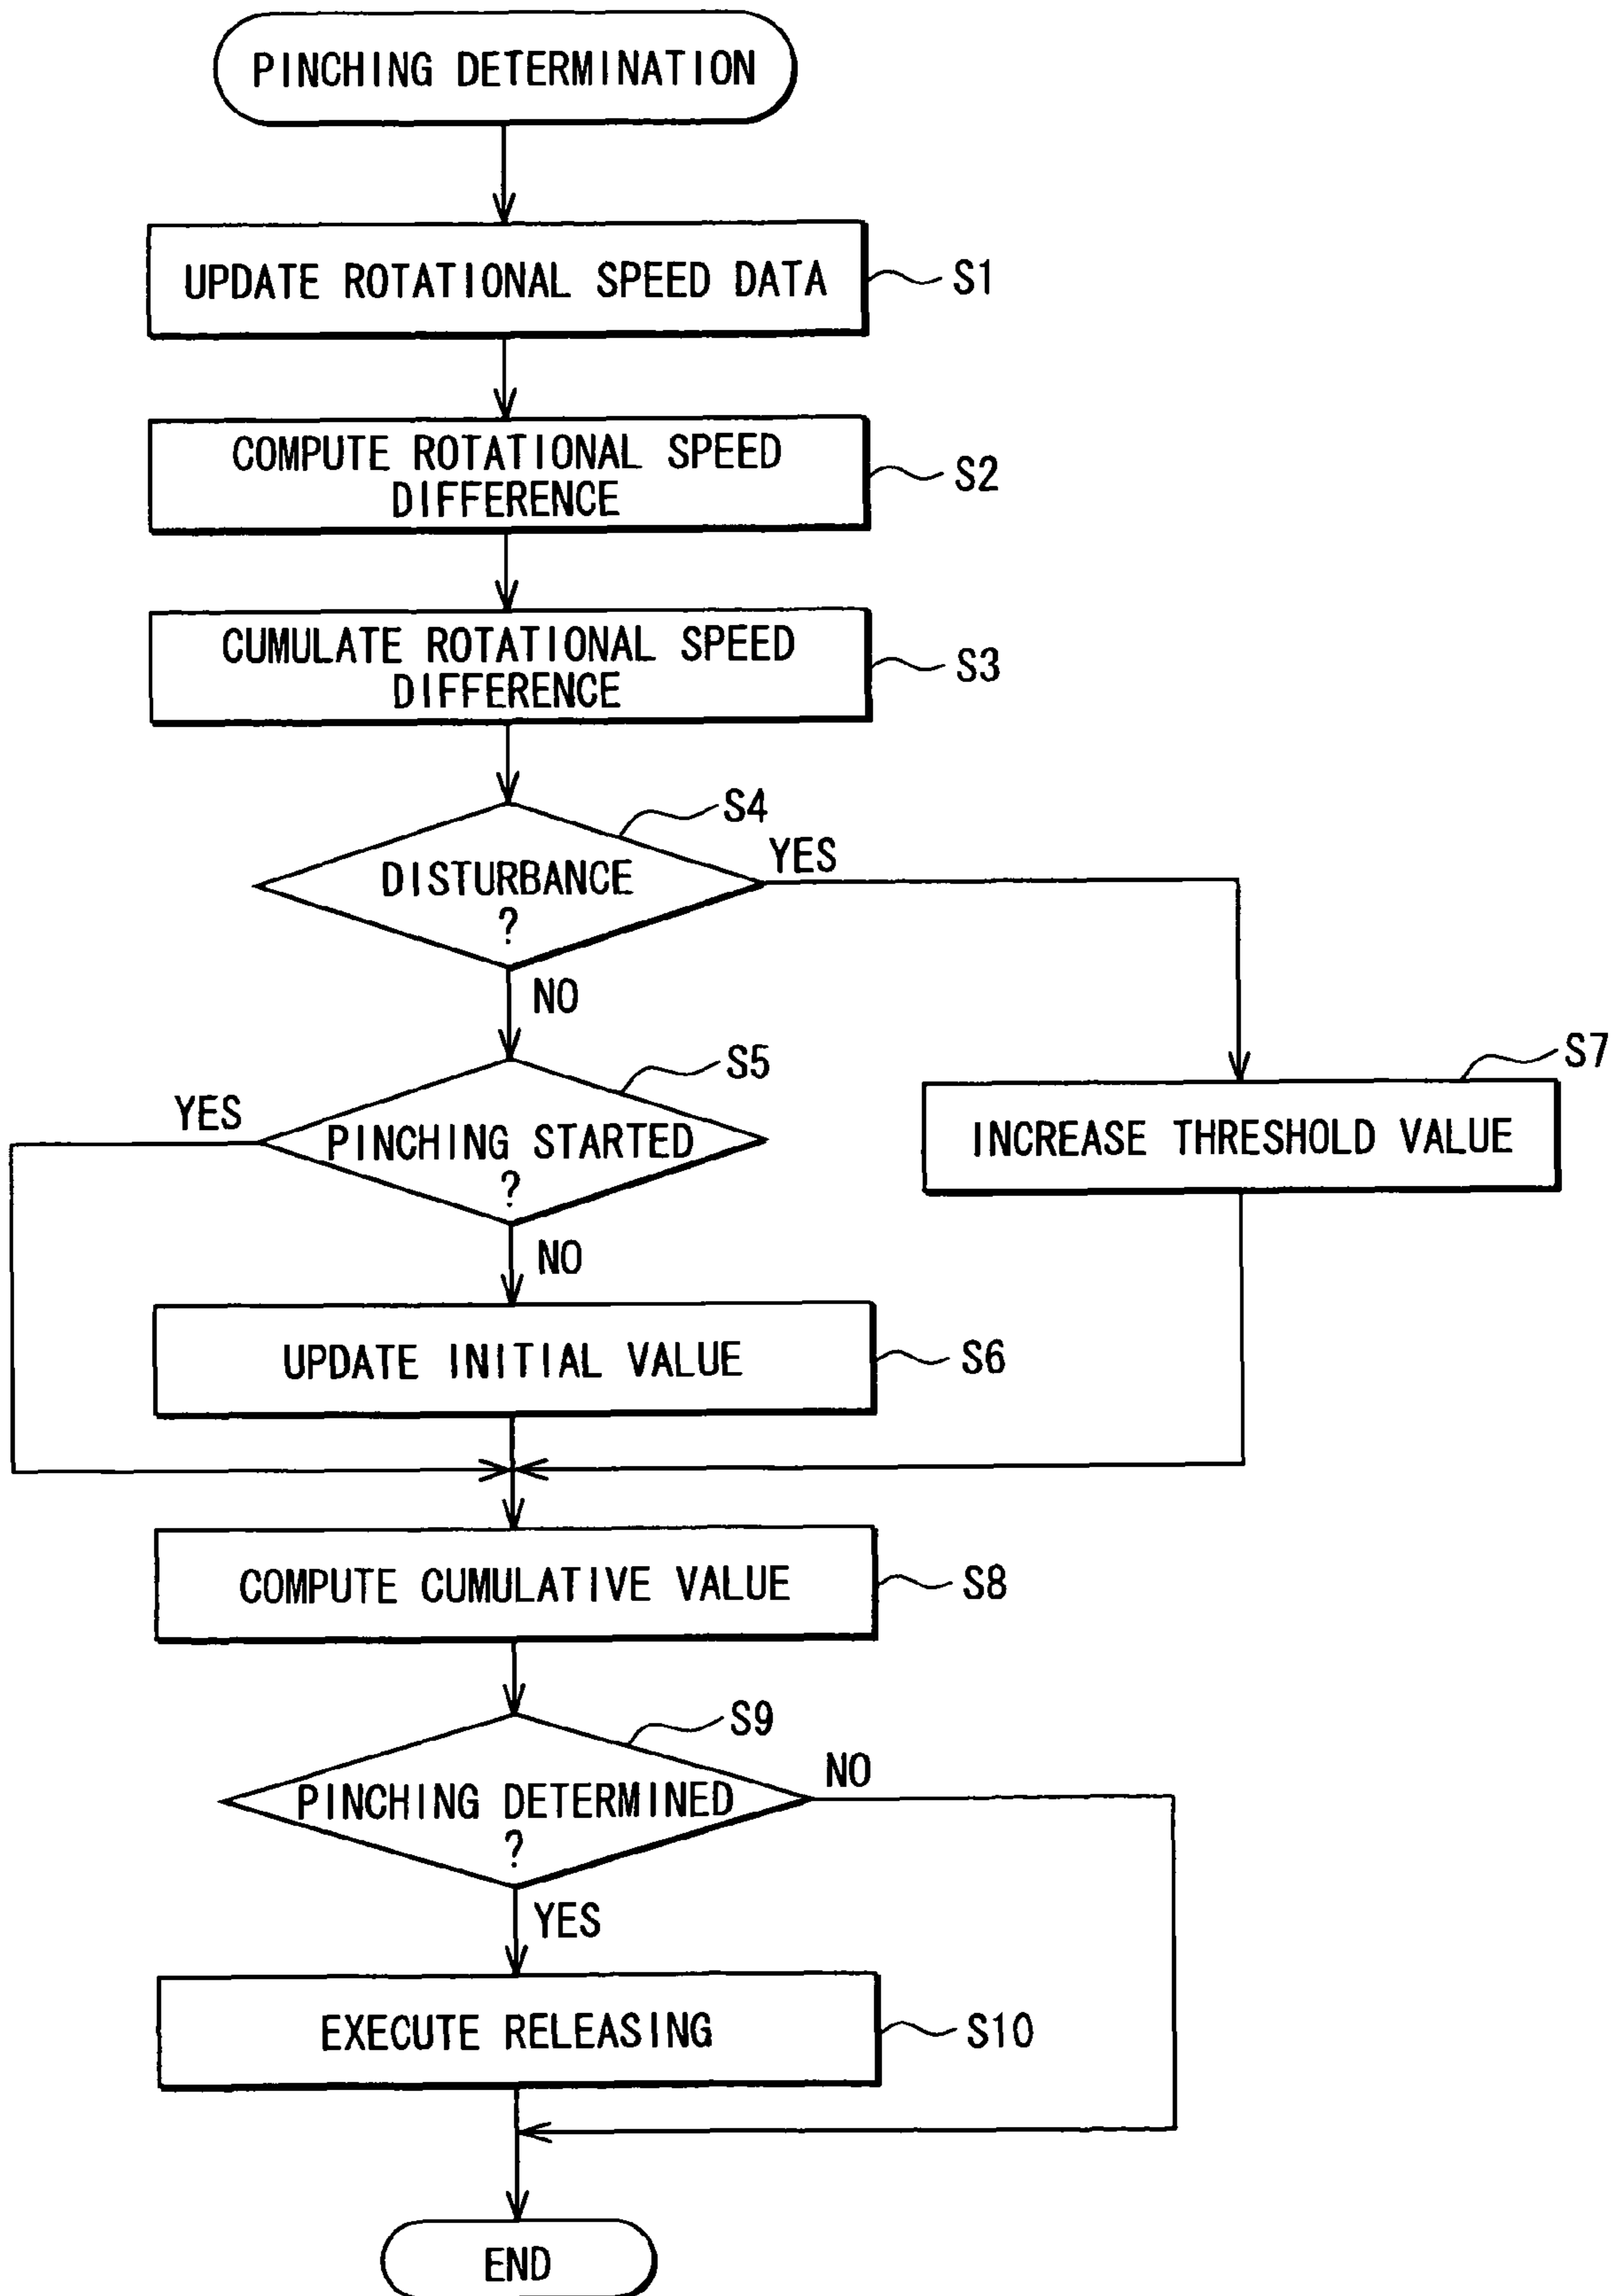 PINCHING DETERMINATION
UPDATE ROTATIONAL SPEED DATA
S1
COMPUTE ROTATIONAL SPEED
DIFFERENCE
S2
CUMULATE ROTATIONAL SPEED
DIFFERENCE
S3
S4
DISTURBANCE
?
YES
NO
S5
YES
PINCHING STARTED
?
NO
S7
INCREASE THRESHOLD VALUE
UPDATE INITIAL VALUE
S6
COMPUTE CUMULATIVE VALUE
S8
S9
PINCHING DETERMINED
?
NO
YES
EXECUTE RELEASING
S10
END